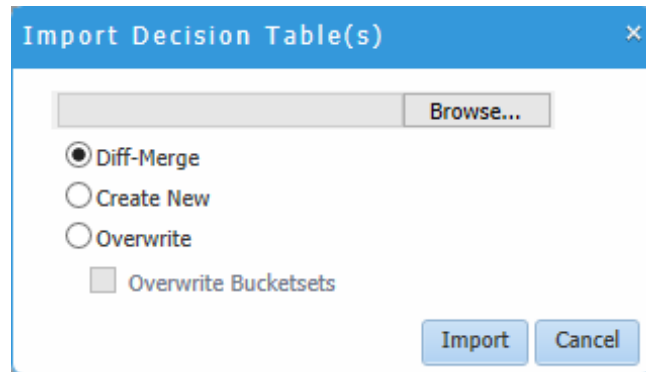 Import Decision Table(s)
Browse...
Diff-Merge
Create New
Overwrite
Overwrite Bucketsets
Import Cancel